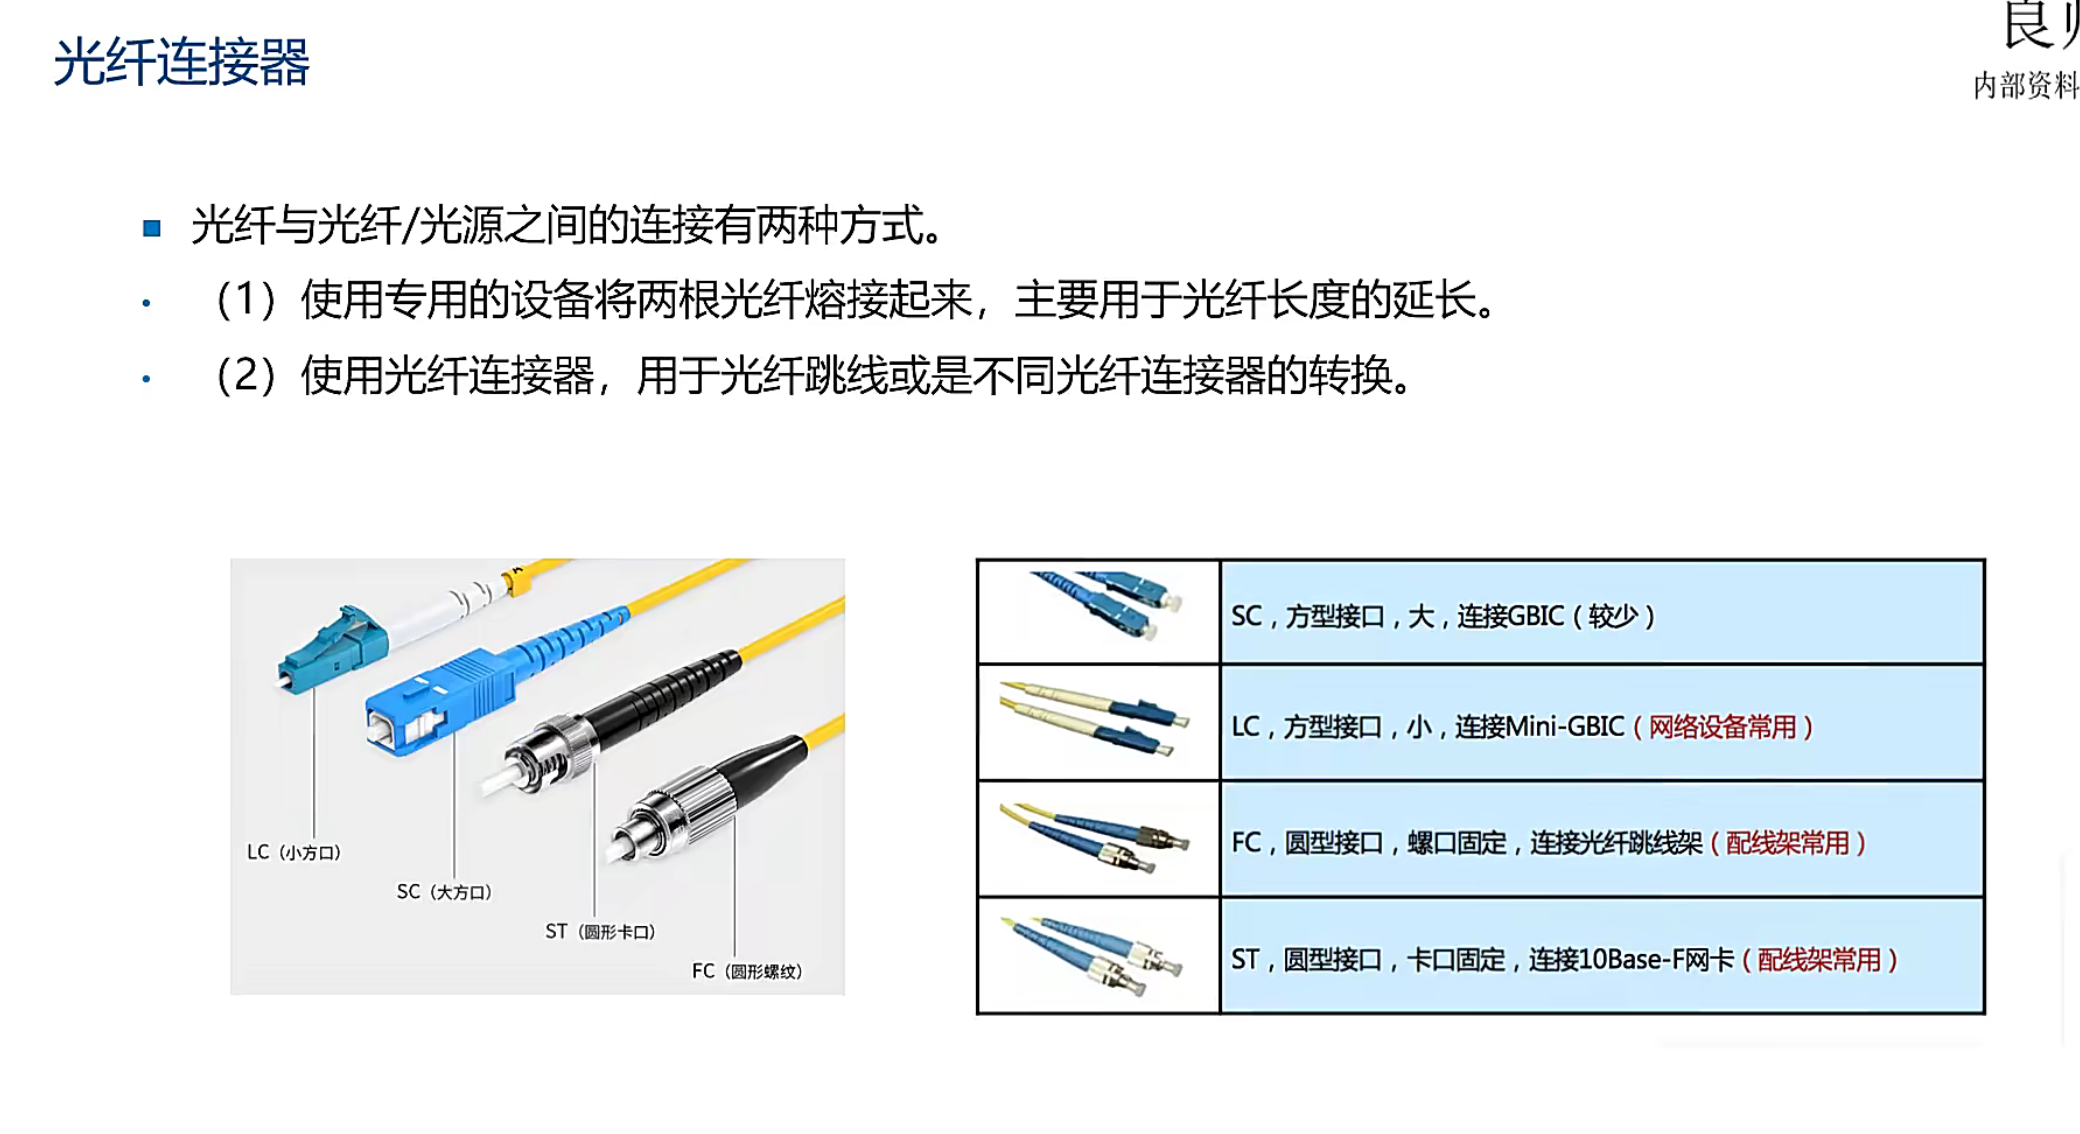 光纤连接器
良
内部资料
■ 光纤与光纤/光源之间的连接有两种方式。
• （1）使用专用的设备将两根光纤熔接起来，主要用于光纤长度的延长。
• （2）使用光纤连接器，用于光纤跳线或是不同光纤连接器的转换。
LC（小方口）
SC（大方口）
ST（圆形卡口）
FC（圆形螺纹）
SC，方型接口，大，连接GBIC（较少）
LC，方型接口，小，连接Mini-GBIC（网络设备常用）
FC，圆型接口，螺口固定，连接光纤跳线架（配线架常用）
ST，圆型接口，卡口固定，连接10Base-F网卡（配线架常用）